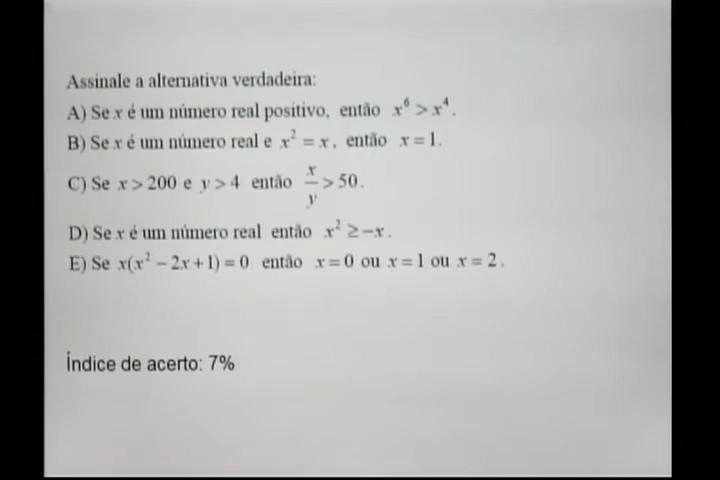 Assinale a alternativa verdadeira:
A) Se x é um número real positivo, então x⁶ > x⁴.
B) Se x é um número real e x² = x, então x = 1.
C) Se x > 200 e y > 4 então x/y > 50.
D) Se x é um número real então x² ≥ −x.
E) Se x(x² − 2x + 1) = 0 então x = 0 ou x = 1 ou x = 2.
Índice de acerto: 7%